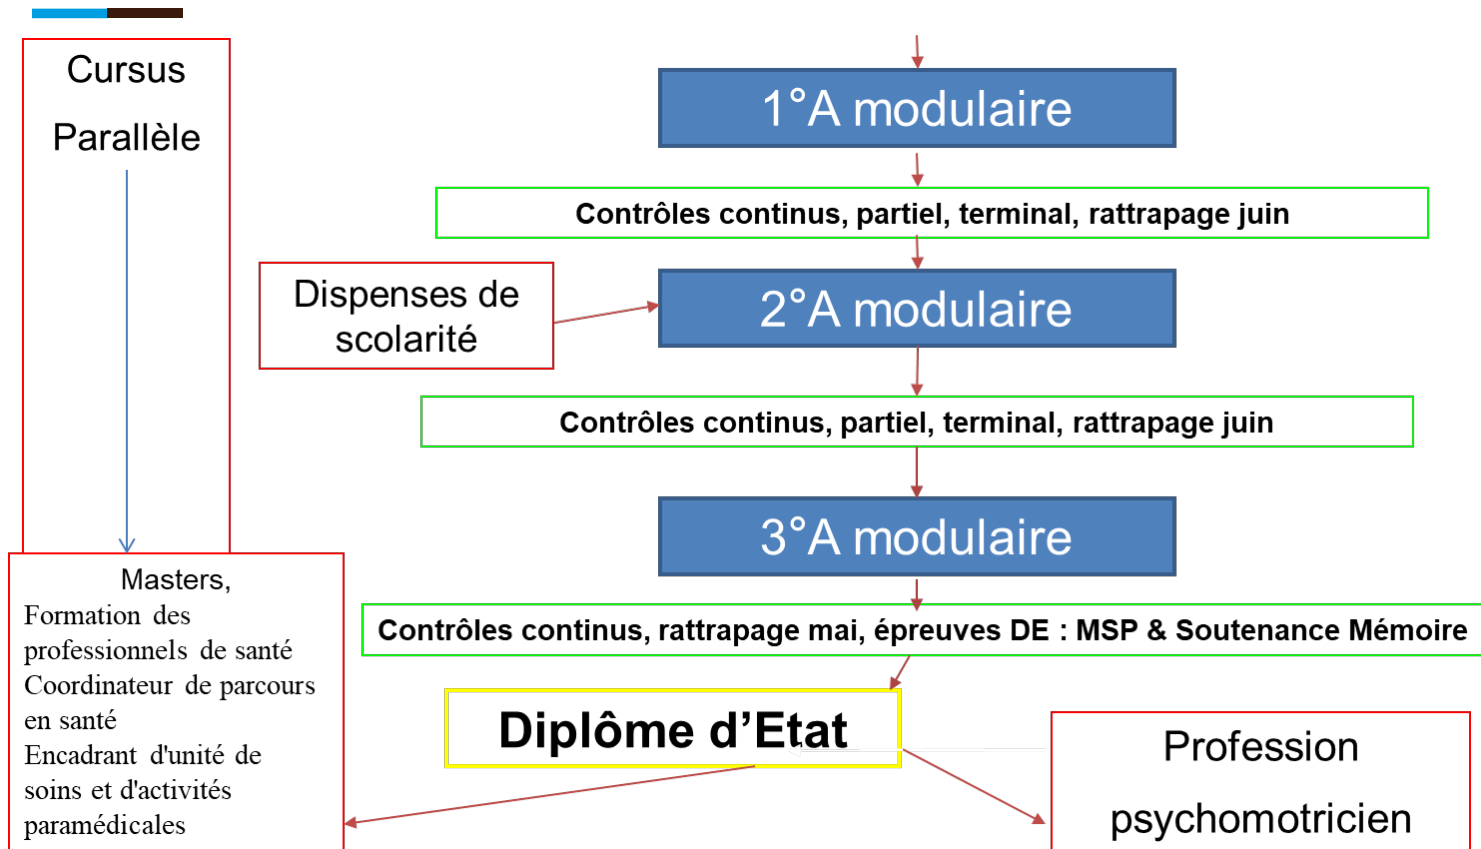 Cursus
Parallèle
1°A modulaire
Contrôles continus, partiel, terminal, rattrapage juin
Dispenses de
scolarité
2°A modulaire
Contrôles continus, partiel, terminal, rattrapage juin
3°A modulaire
Masters,
Formation des
professionnels de santé
Coordinateur de parcours
en santé
Encadrant d'unité de
soins et d'activités
paramédicales
Contrôles continus, rattrapage mai, épreuves DE : MSP & Soutenance Mémoire
Diplôme d’Etat
Profession
psychomotricien